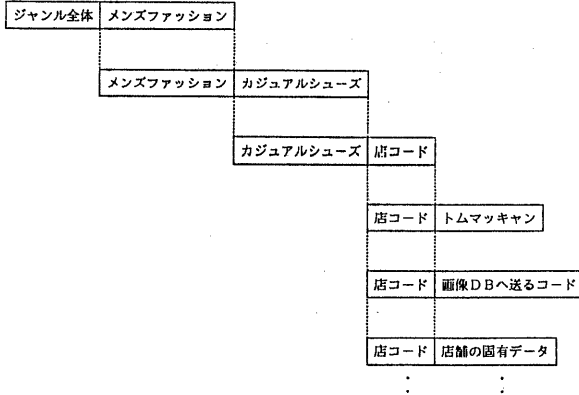 ジャンル全体 メンズファッション
メンズファッション カジュアルシューズ
カジュアルシューズ 店コード
店コード トムマッキャン
店コード 画像DBへ送るコード
店コード 店舗の固有データ